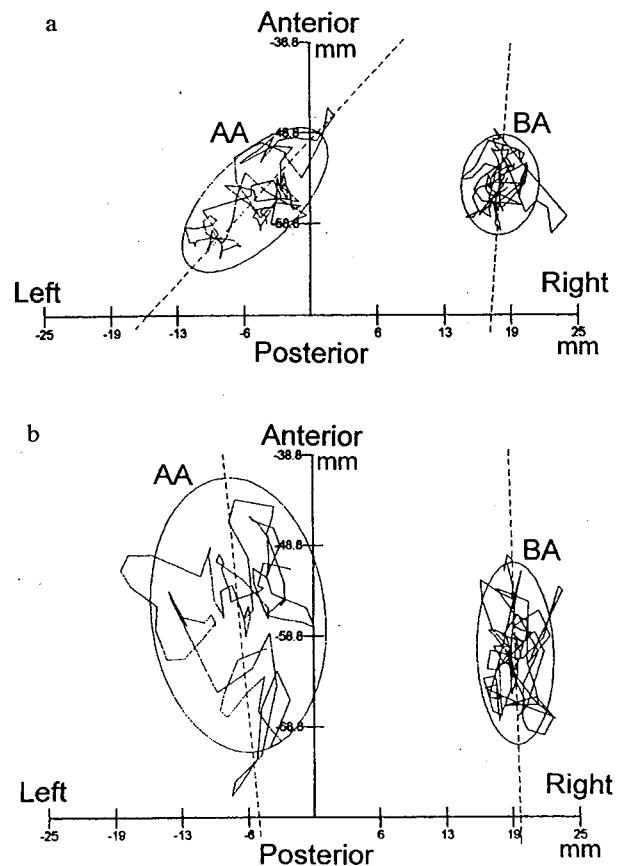 a
Anterior
-38.8
mm
AA
-48.8
BA
-58.8
Left
Right
-25
-19
-13
-6
6
13
19
25
Posterior
mm
b
Anterior
-38.8
mm
AA
-48.8
BA
-58.8
-68.8
Left
Right
-25
-19
-13
-6
6
13
19
25
Posterior
mm